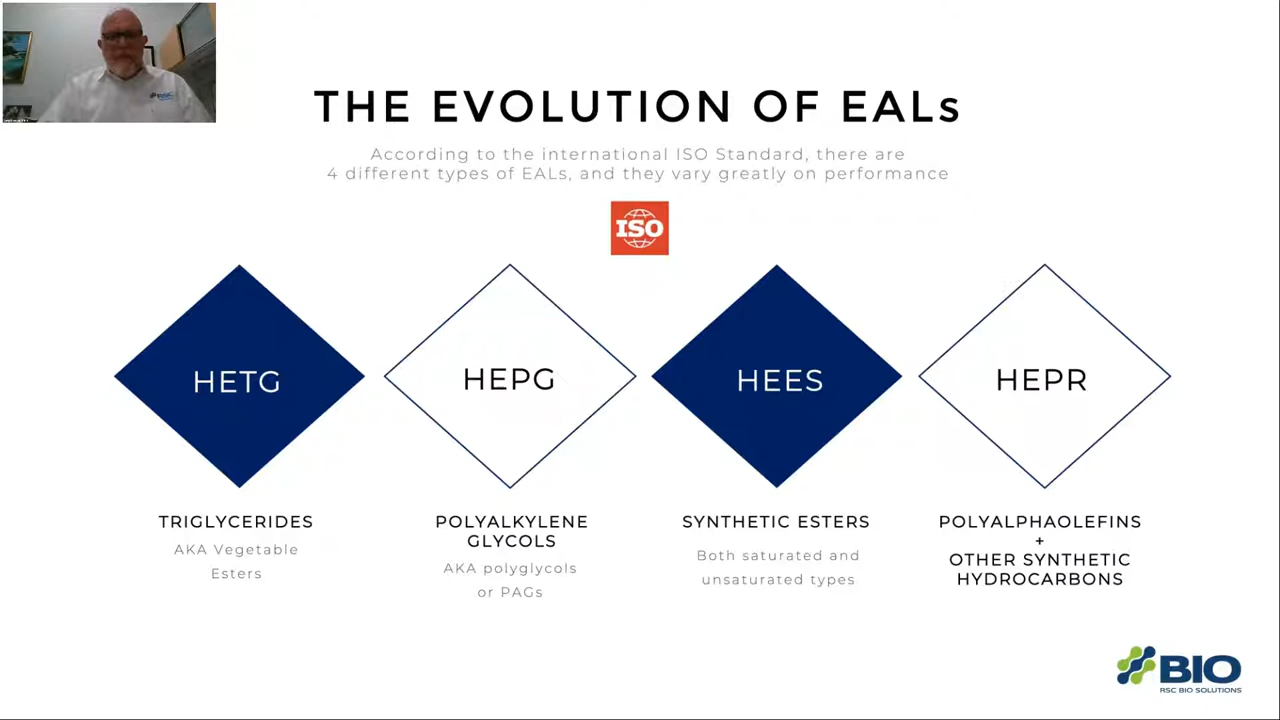 RSC
THE EVOLUTION OF EALs
According to the international ISO Standard, there are
4 different types of EALs, and they vary greatly on performance
ISO
HETG
HEPG
HEES
HEPR
TRIGLYCERIDES
AKA Vegetable
Esters
POLYALKYLENE
GLYCOLS
AKA polyglycols
or PAGs
SYNTHETIC ESTERS
Both saturated and
unsaturated types
POLYALPHAOLEFINS
+
OTHER SYNTHETIC
HYDROCARBONS
BIO
RSC BIO SOLUTIONS